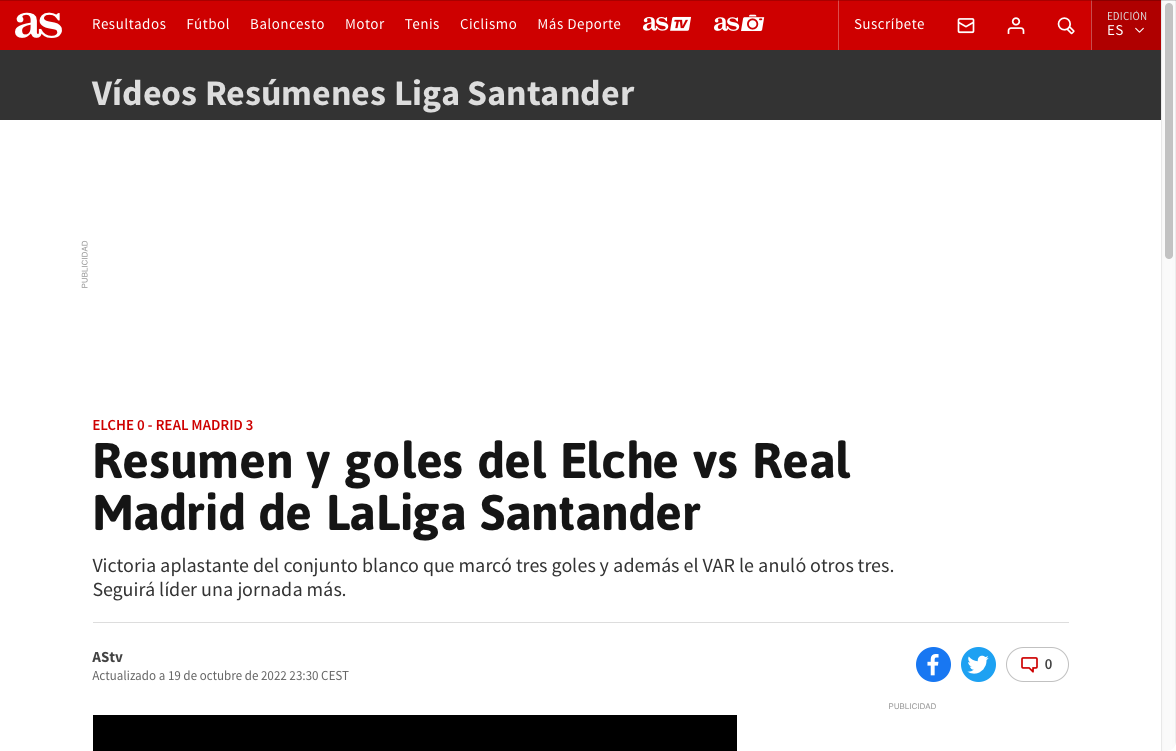 as Resultados Fútbol Baloncesto Motor Tenis Ciclismo Más Deporte as TV as Suscríbete EDICIÓN
ES
Vídeos Resúmenes Liga Santander
PUBLICIDAD
ELCHE 0 - REAL MADRID 3
Resumen y goles del Elche vs Real
Madrid de LaLiga Santander
Victoria aplastante del conjunto blanco que marcó tres goles y además el VAR le anuló otros tres.
Seguirá líder una jornada más.
AStv
Actualizado a 19 de octubre de 2022 23:30 CEST
0
PUBLICIDAD